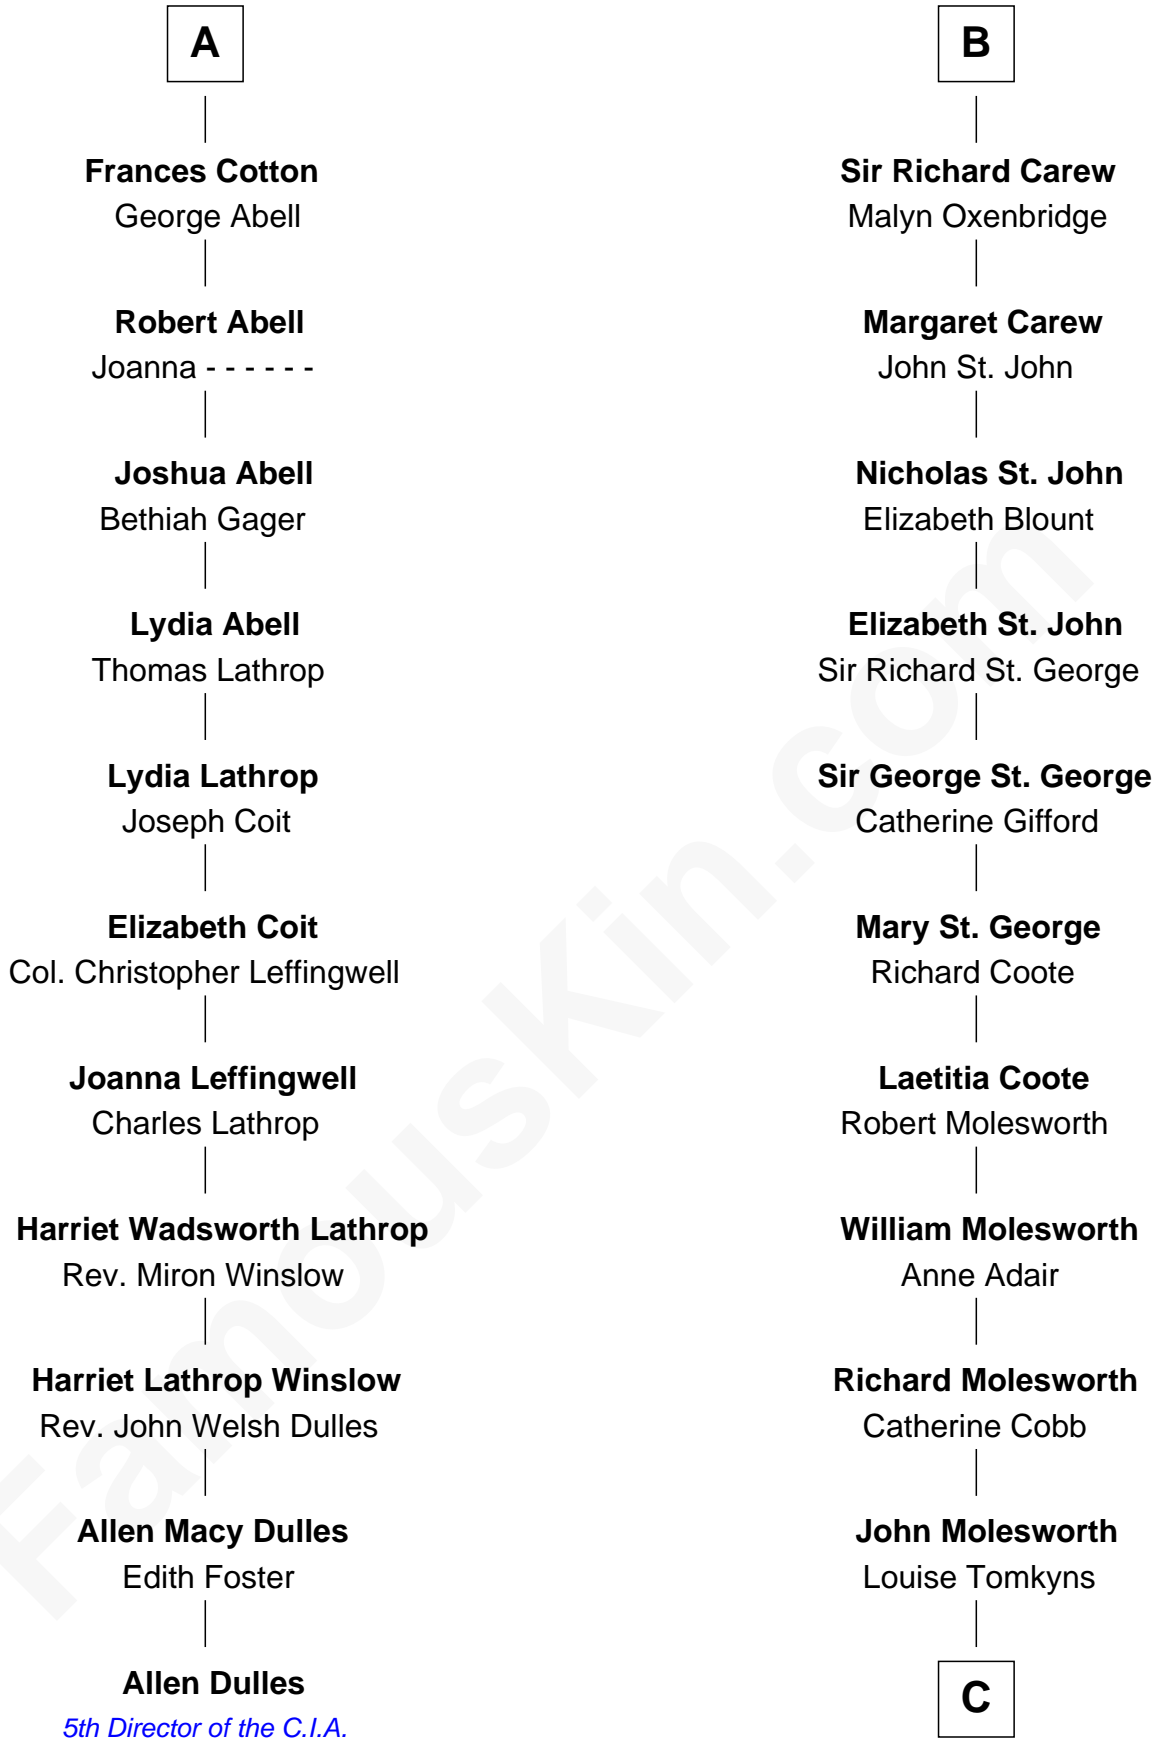 A
Frances Cotton
George Abell
Robert Abell
Joanna - - - - - -
Joshua Abell
Bethiah Gager
Lydia Abell
Thomas Lathrop
Lydia Lathrop
Joseph Coit
Elizabeth Coit
Col. Christopher Leffingwell
Joanna Leffingwell
Charles Lathrop
Harriet Wadsworth Lathrop
Rev. Miron Winslow
Harriet Lathrop Winslow
Rev. John Welsh Dulles
Allen Macy Dulles
Edith Foster
Allen Dulles
5th Director of the C.I.A.
B
Sir Richard Carew
Malyn Oxenbridge
Margaret Carew
John St. John
Nicholas St. John
Elizabeth Blount
Elizabeth St. John
Sir Richard St. George
Sir George St. George
Catherine Gifford
Mary St. George
Richard Coote
Laetitia Coote
Robert Molesworth
William Molesworth
Anne Adair
Richard Molesworth
Catherine Cobb
John Molesworth
Louise Tomkyns
C
FamousKin.com